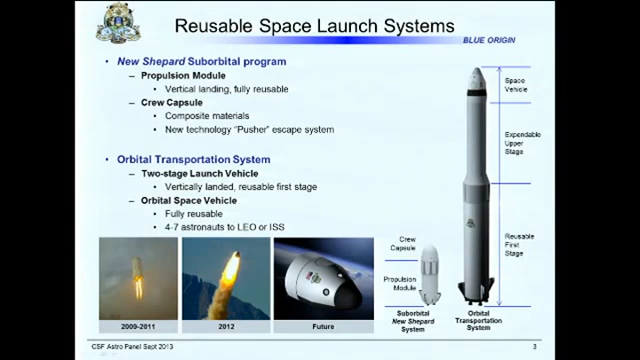 Reusable Space Launch Systems
BLUE ORIGIN
• New Shepard Suborbital program
– Propulsion Module
• Vertical landing, fully reusable
– Crew Capsule
• Composite materials
• New technology “Pusher” escape system
• Orbital Transportation System
– Two-stage Launch Vehicle
• Vertically landed, reusable first stage
– Orbital Space Vehicle
• Fully reusable
• 4-7 astronauts to LEO or ISS
2009-2011
2012
Future
Space
Vehicle
Expendable
Upper
Stage
Reusable
First
Stage
Crew
Capsule
Propulsion
Module
Suborbital
New Shepard
System
Orbital
Transportation
System
CSF Astro Panel Sept 2013
3